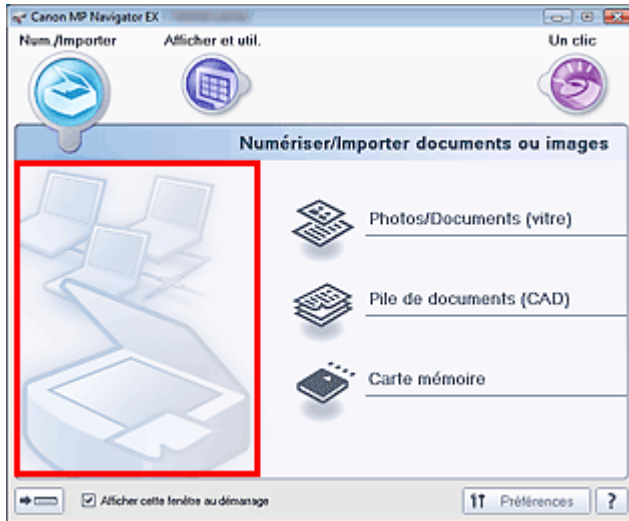 Canon MP Navigator EX
Num./Importer
Afficher et util.
Un clic
Numériser/Importer documents ou images
Photos/Documents (vitre)
Pile de documents (CAD)
Carte mémoire
Afficher cette fenêtre au démarrage
Préférences
?